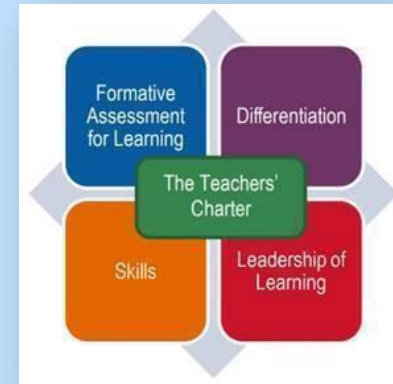 Formative
Assessment
for Learning
Differentiation
The Teachers'
Charter
Skills
Leadership of
Learning